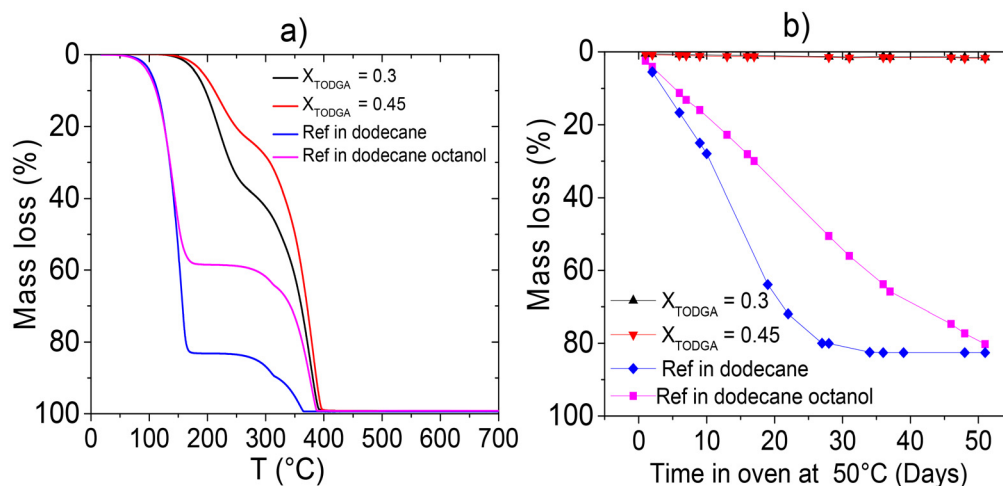 a)
Mass loss (%)
0
20
40
60
80
100
X_TODGA = 0.3
X_TODGA = 0.45
Ref in dodecane
Ref in dodecane octanol
0 100 200 300 400 500 600 700
T (°C)
b)
Mass loss (%)
0
20
40
60
80
100
X_TODGA = 0.3
X_TODGA = 0.45
Ref in dodecane
Ref in dodecane octanol
0 10 20 30 40 50
Time in oven at 50°C (Days)